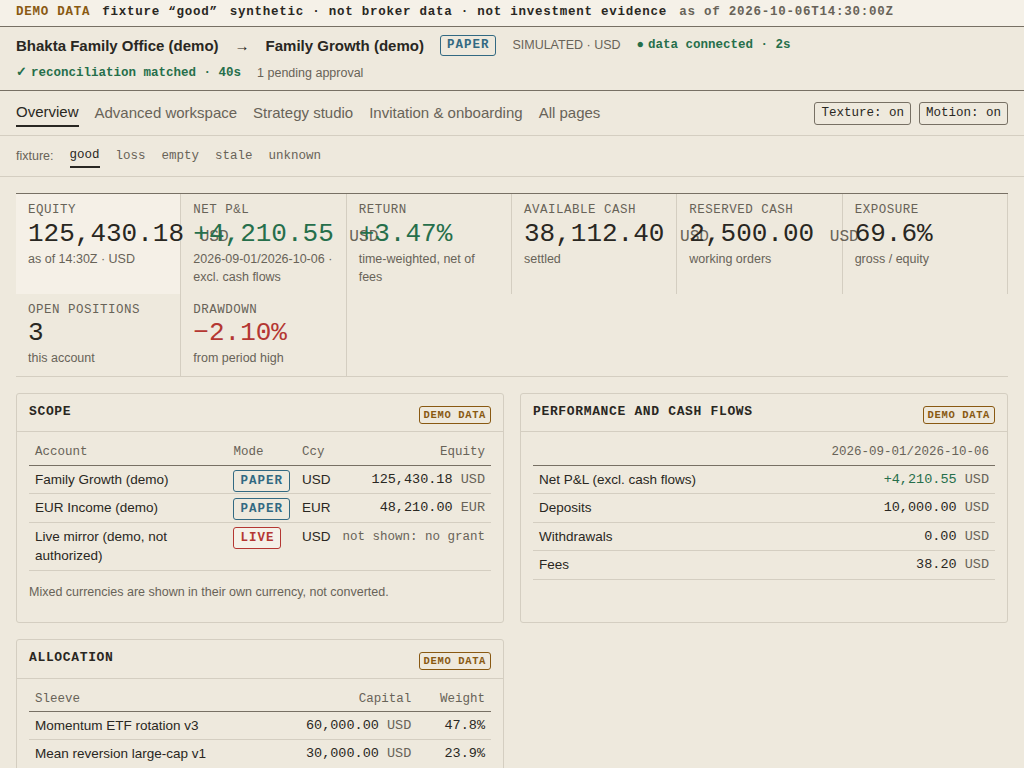 DEMO DATA fixture “good” synthetic · not broker data · not investment evidence as of 2026-10-06T14:30:00Z
Bhakta Family Office (demo) → Family Growth (demo) PAPER SIMULATED · USD ● data connected · 2s
✓ reconciliation matched · 40s 1 pending approval
Overview Advanced workspace Strategy studio Invitation & onboarding All pages Texture: on Motion: on
fixture: good loss empty stale unknown
EQUITY NET P&L RETURN AVAILABLE CASH RESERVED CASH EXPOSURE
125,430.18 USD +4,210.55 USD +3.47% 38,112.40 USD 2,500.00 USD 69.6%
as of 14:30Z · USD 2026-09-01/2026-10-06 · time-weighted, net of settled working orders gross / equity
excl. cash flows fees
OPEN POSITIONS DRAWDOWN
3 −2.10%
this account from period high
SCOPE DEMO DATA
Account Mode Ccy Equity
Family Growth (demo) PAPER USD 125,430.18 USD
EUR Income (demo) PAPER EUR 48,210.00 EUR
Live mirror (demo, not LIVE USD not shown: no grant
authorized)
Mixed currencies are shown in their own currency, not converted.
PERFORMANCE AND CASH FLOWS DEMO DATA
2026-09-01/2026-10-06
Net P&L (excl. cash flows) +4,210.55 USD
Deposits 10,000.00 USD
Withdrawals 0.00 USD
Fees 38.20 USD
ALLOCATION DEMO DATA
Sleeve Capital Weight
Momentum ETF rotation v3 60,000.00 USD 47.8%
Mean reversion large-cap v1 30,000.00 USD 23.9%